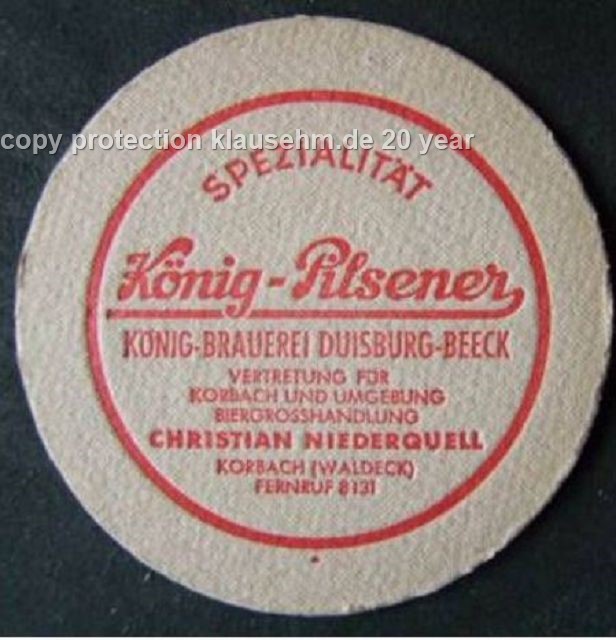 copy protection klausehm.de 20 year
SPEZIALITÄT
König-Pilsener
KÖNIG-BRAUEREI DUISBURG-BEECK
VERTRETUNG FÜR
KORBACH UND UMGEBUNG
BIERGROSSHANDLUNG
CHRISTIAN NIEDERQUELL
KORBACH (WALDECK)
FERNRUF 8131